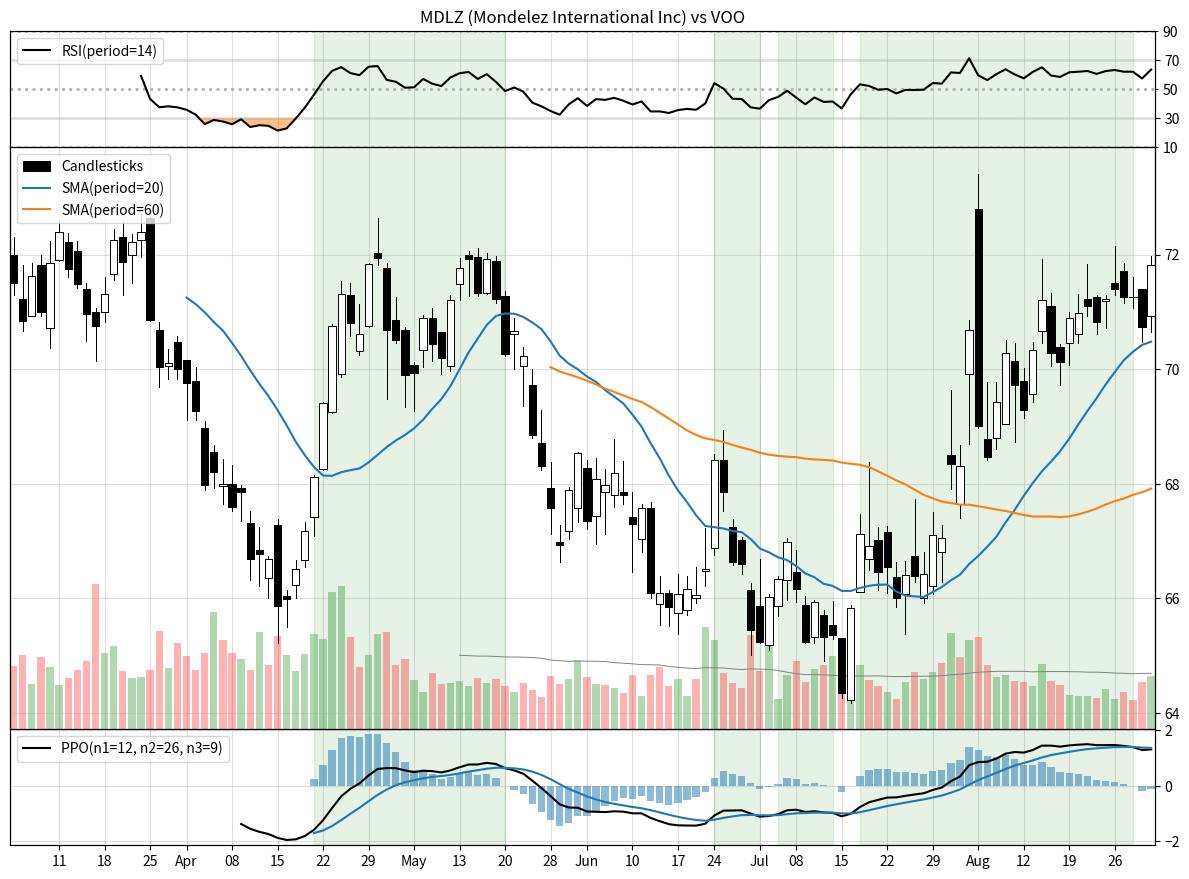 MDLZ (Mondelez International Inc) vs VOO
RSI(period=14)
90
70
50
30
10
Candlesticks
SMA(period=20)
SMA(period=60)
72
70
68
66
64
PPO(n1=12, n2=26, n3=9)
2
0
−2
11 18 25 Apr 08 15 22 29 May 13 20 28 Jun 10 17 24 Jul 08 15 22 29 Aug 12 19 26